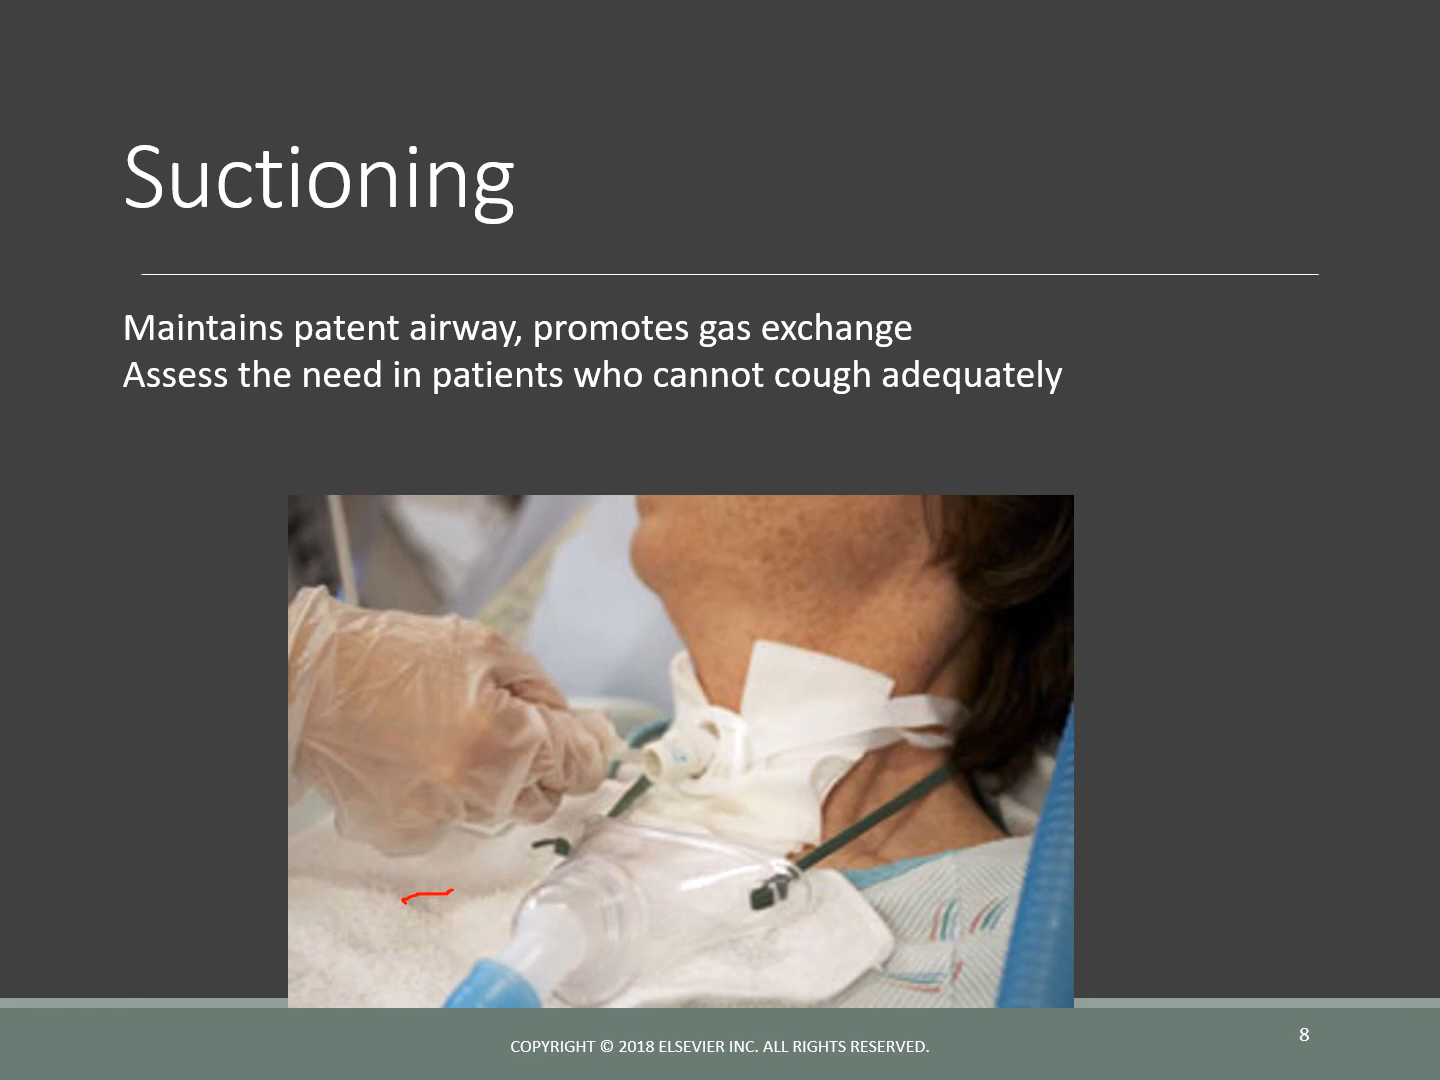 Suctioning
Maintains patent airway, promotes gas exchange
Assess the need in patients who cannot cough adequately
COPYRIGHT © 2018 ELSEVIER INC. ALL RIGHTS RESERVED.
8